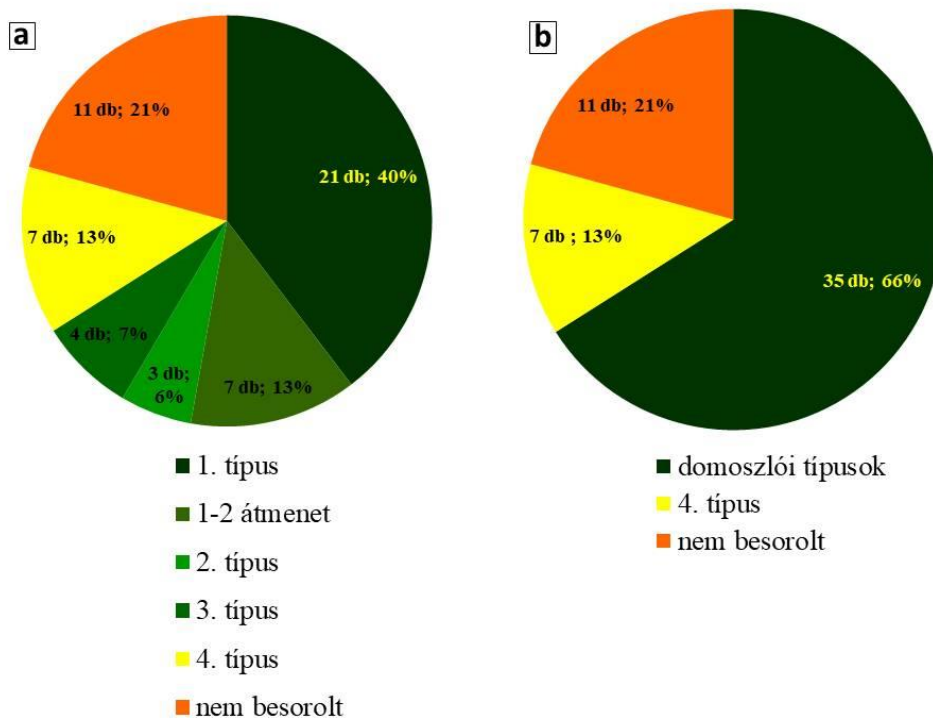 a
11 db; 21%
21 db; 40%
7 db; 13%
4 db; 7%
3 db;
6%
7 db; 13%
1. típus
1-2 átmenet
2. típus
3. típus
4. típus
nem besorolt
b
11 db; 21%
7 db ; 13%
35 db; 66%
domoszlói típusok
4. típus
nem besorolt